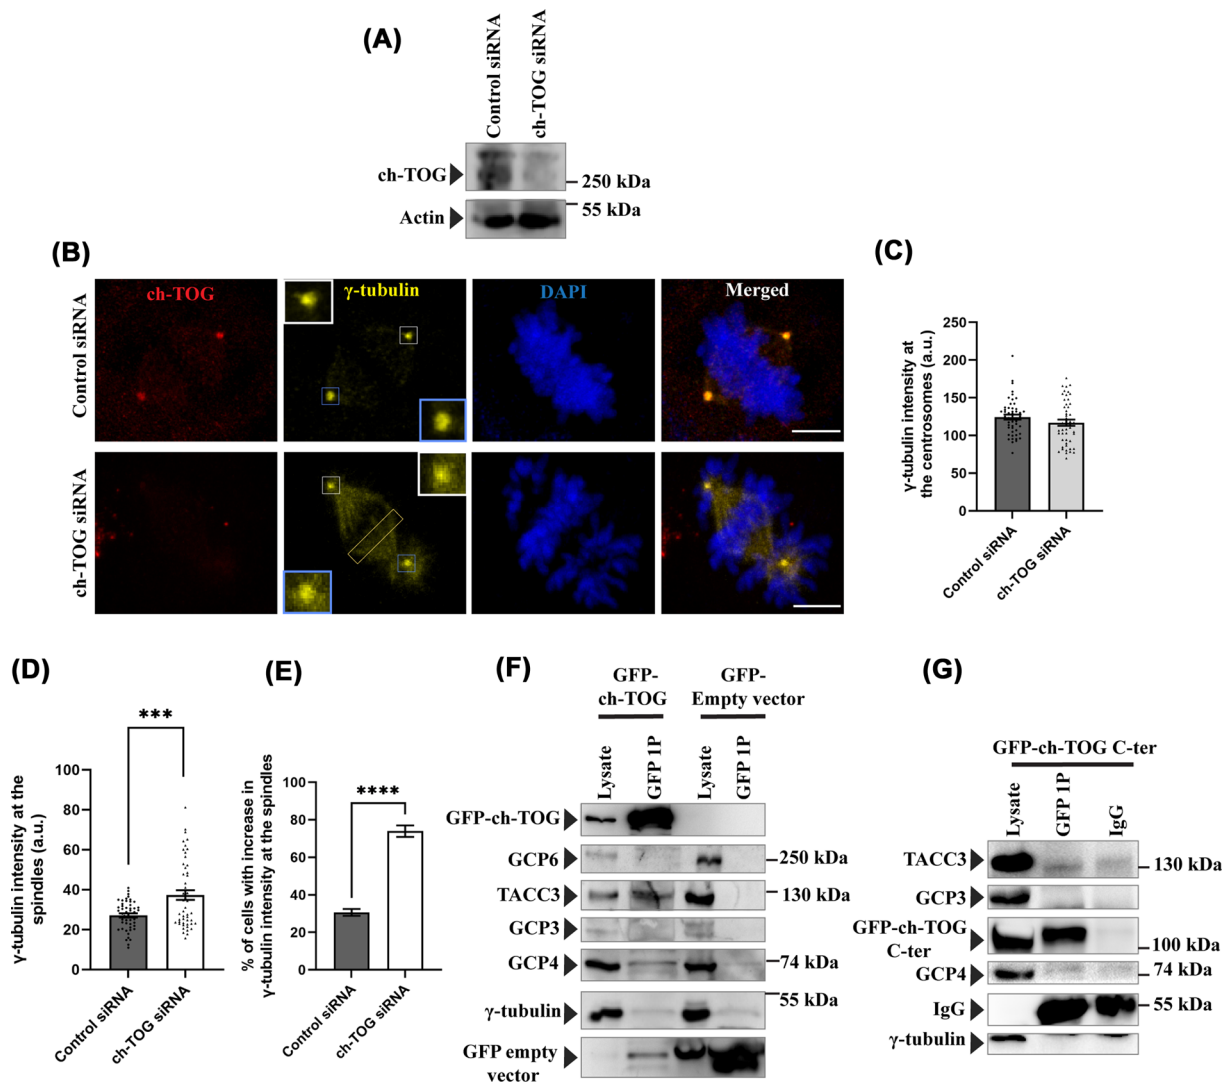 (A)
Control siRNA
ch-TOG siRNA
ch-TOG
250 kDa
55 kDa
Actin
(B)
ch-TOG
γ-tubulin
DAPI
Merged
Control siRNA
ch-TOG siRNA
(C)
γ-tubulin intensity at
the centrosomes (a.u.)
250
200
150
100
50
0
Control siRNA
ch-TOG siRNA
(D)
γ-tubulin intensity at the
spindles (a.u.)
***
100
80
60
40
20
0
Control siRNA
ch-TOG siRNA
(E)
% of cells with increase in
γ-tubulin intensity at the spindles
****
100
80
60
40
20
0
Control siRNA
ch-TOG siRNA
(F)
GFP-
ch-TOG
GFP-
Empty vector
Lysate
GFP 1P
Lysate
GFP 1P
GFP-ch-TOG
GCP6
250 kDa
TACC3
130 kDa
GCP3
GCP4
74 kDa
55 kDa
γ-tubulin
GFP empty
vector
(G)
GFP-ch-TOG C-ter
Lysate
GFP 1P
IgG
TACC3
130 kDa
GCP3
GFP-ch-TOG
C-ter
100 kDa
GCP4
74 kDa
IgG
55 kDa
γ-tubulin